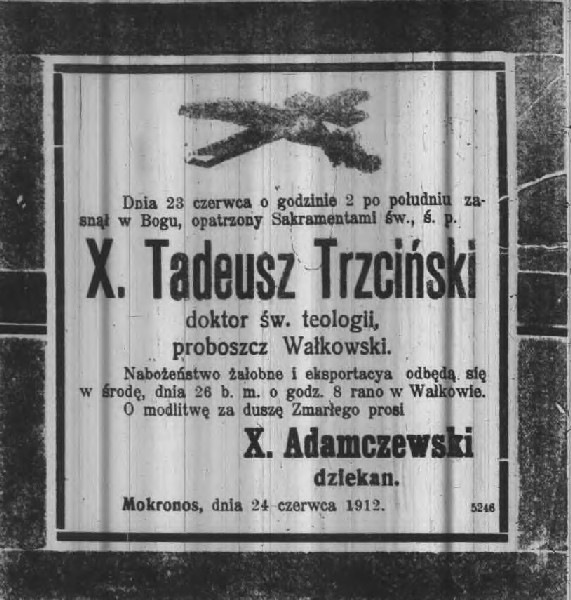 Dnia 23 czerwca o godzinie 2 po południu za-
snął w Bogu, opatrzony Sakramentami św., ś. p.
X. Tadeusz Trzciński
doktor św. teologii,
proboszcz Wałkowski.
Nabożeństwo żałobne i eksportacya odbędą się
w środę, dnia 26 b. m. o godz. 8 rano w Wałkowie.
O modlitwę za duszę Zmarłego prosi
X. Adamczewski
dziekan.
Mokronos, dnia 24 czerwca 1912.
5246